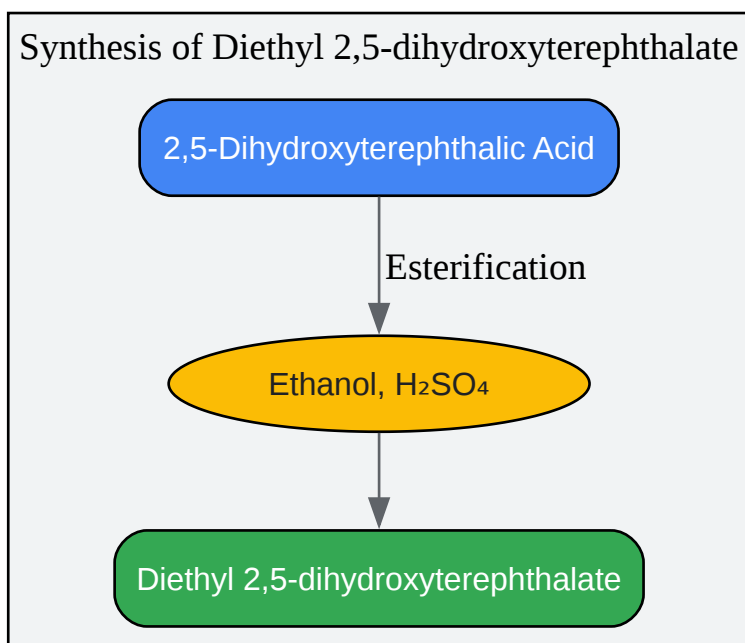 Synthesis of Diethyl 2,5-dihydroxyterephthalate
2,5-Dihydroxyterephthalic Acid
Esterification
Ethanol, H₂SO₄
Diethyl 2,5-dihydroxyterephthalate